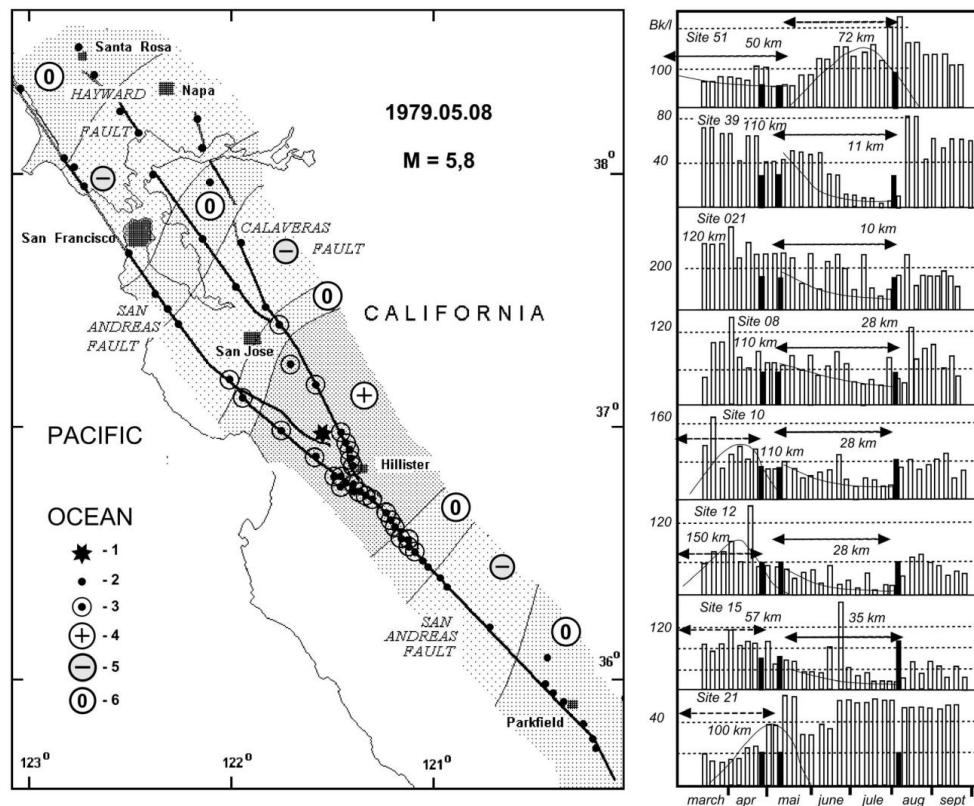 Santa Rosa
0
HAYWARD
Napa
FAULT
1979.05.08
M = 5,8
38⁰
−
0
San Francisco
CALAVERAS
−
FAULT
0
SAN
ANDREAS
FAULT
CALIFORNIA
San Jose
+
37⁰
PACIFIC
Hillister
OCEAN
0
- 1
- 2
- 3
- 4
- 5
- 6
−
SAN
ANDREAS
FAULT
0
36⁰
Parkfield
123⁰
122⁰
121⁰
Bk/l
Site 51
50 km
72 km
100
80
Site 39
110 km
11 km
40
Site 021
120 km
10 km
200
120
Site 08
28 km
110 km
160
Site 10
28 km
110 km
Site 12
120
150 km
28 km
Site 15
57 km
35 km
120
Site 21
40
100 km
march apr mai june jule aug sept